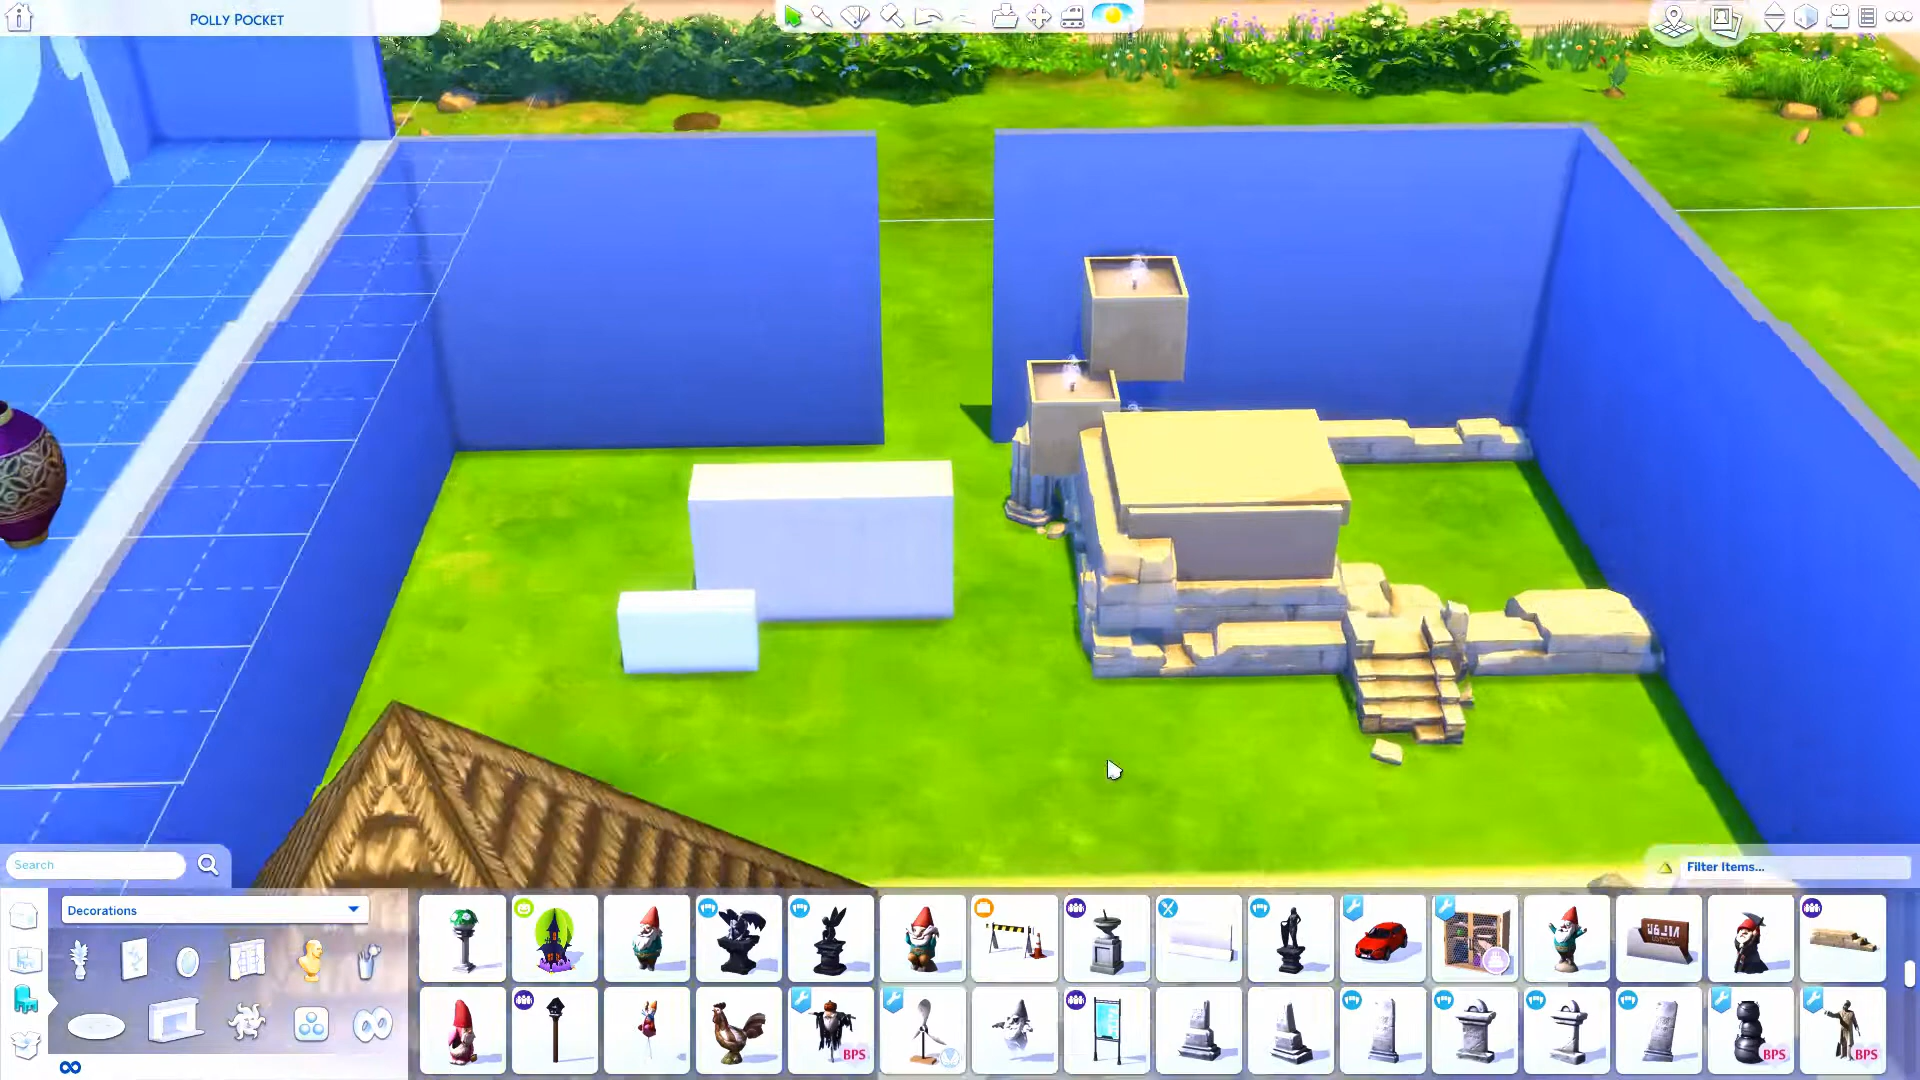 POLLY POCKET
Search
Filter Items...
Decorations
BPS
BPS
BPS